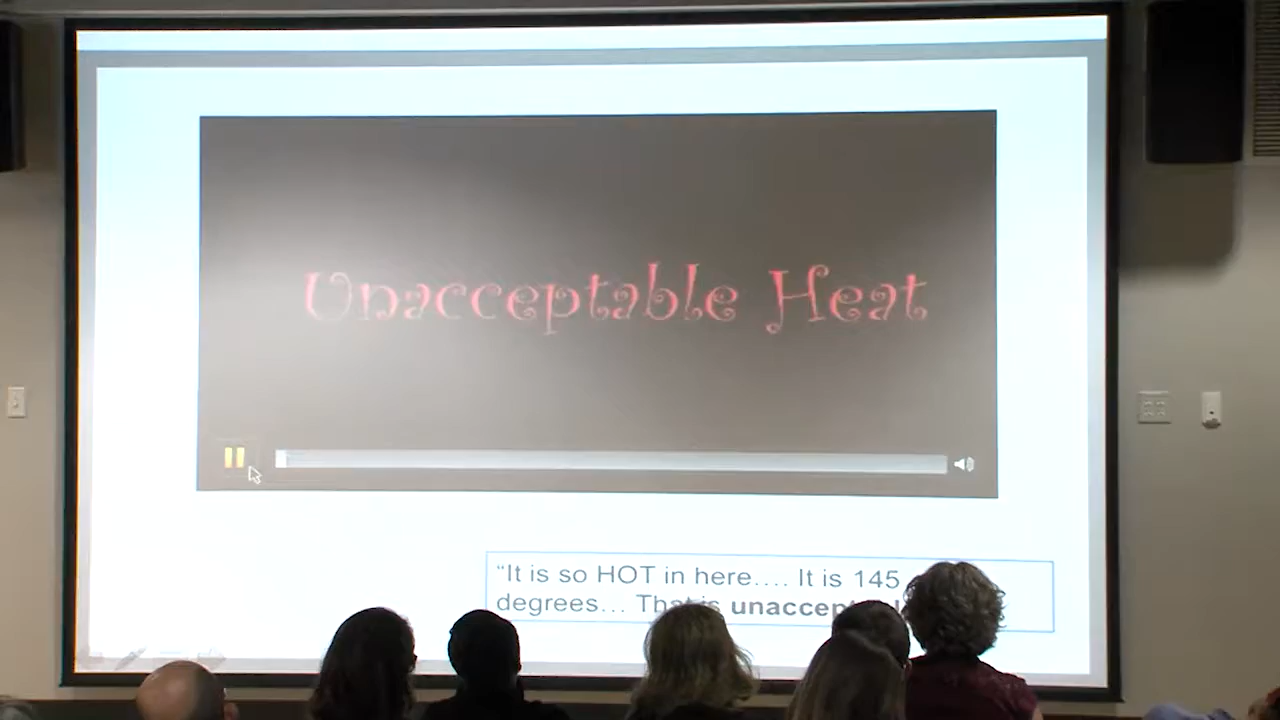 Unacceptable Heat
“It is so HOT in here.... It is 145
degrees... That is